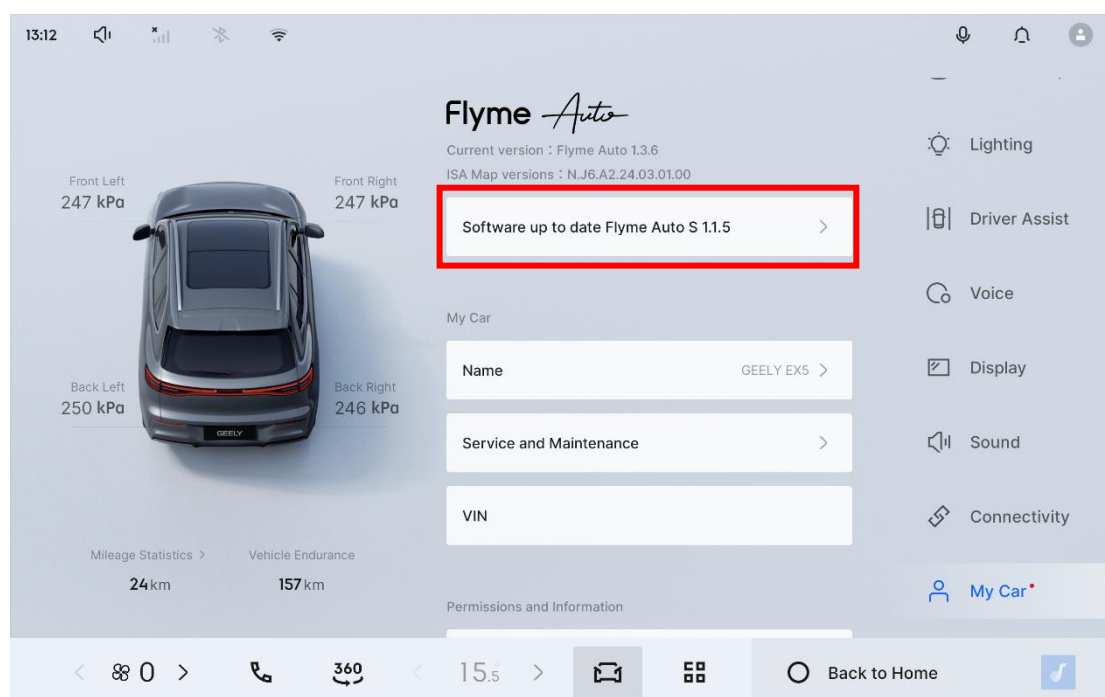 13:12
Flyme Auto
Current version : Flyme Auto 1.3.6
ISA Map versions : N.J6.A2.24.03.01.00
Software up to date Flyme Auto S 1.1.5
Front Left
247 kPa
Front Right
247 kPa
Back Left
250 kPa
Back Right
246 kPa
GEELY
Mileage Statistics >
24 km
Vehicle Endurance
157 km
My Car
Name
GEELY EX5
Service and Maintenance
VIN
Permissions and Information
Lighting
Driver Assist
Voice
Display
Sound
Connectivity
My Car
0
360
15.5
Back to Home